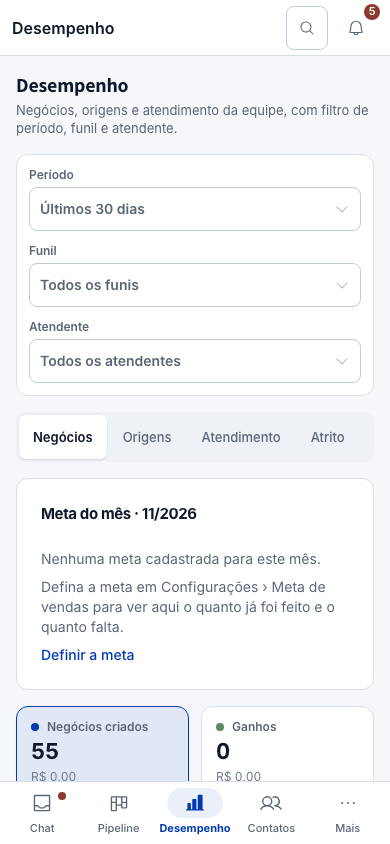 Desempenho
5
Desempenho
Negócios, origens e atendimento da equipe, com filtro de
período, funil e atendente.
Período
Últimos 30 dias
Funil
Todos os funis
Atendente
Todos os atendentes
Negócios Origens Atendimento Atrito
Meta do mês · 11/2026
Nenhuma meta cadastrada para este mês.
Defina a meta em Configurações › Meta de
vendas para ver aqui o quanto já foi feito e o
quanto falta.
Definir a meta
Negócios criados Ganhos
55 0
R$ 0,00 R$ 0,00
Chat Pipeline Desempenho Contatos Mais